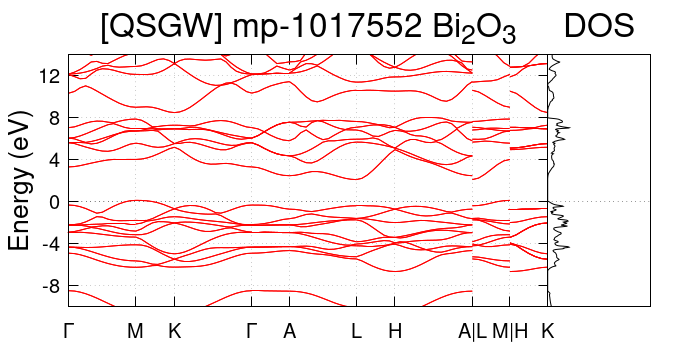 [QSGW] mp-1017552 Bi₂O₃ DOS
Energy (eV)
12
8
4
0
-4
-8
Γ M K Γ A L H A|L M|H K